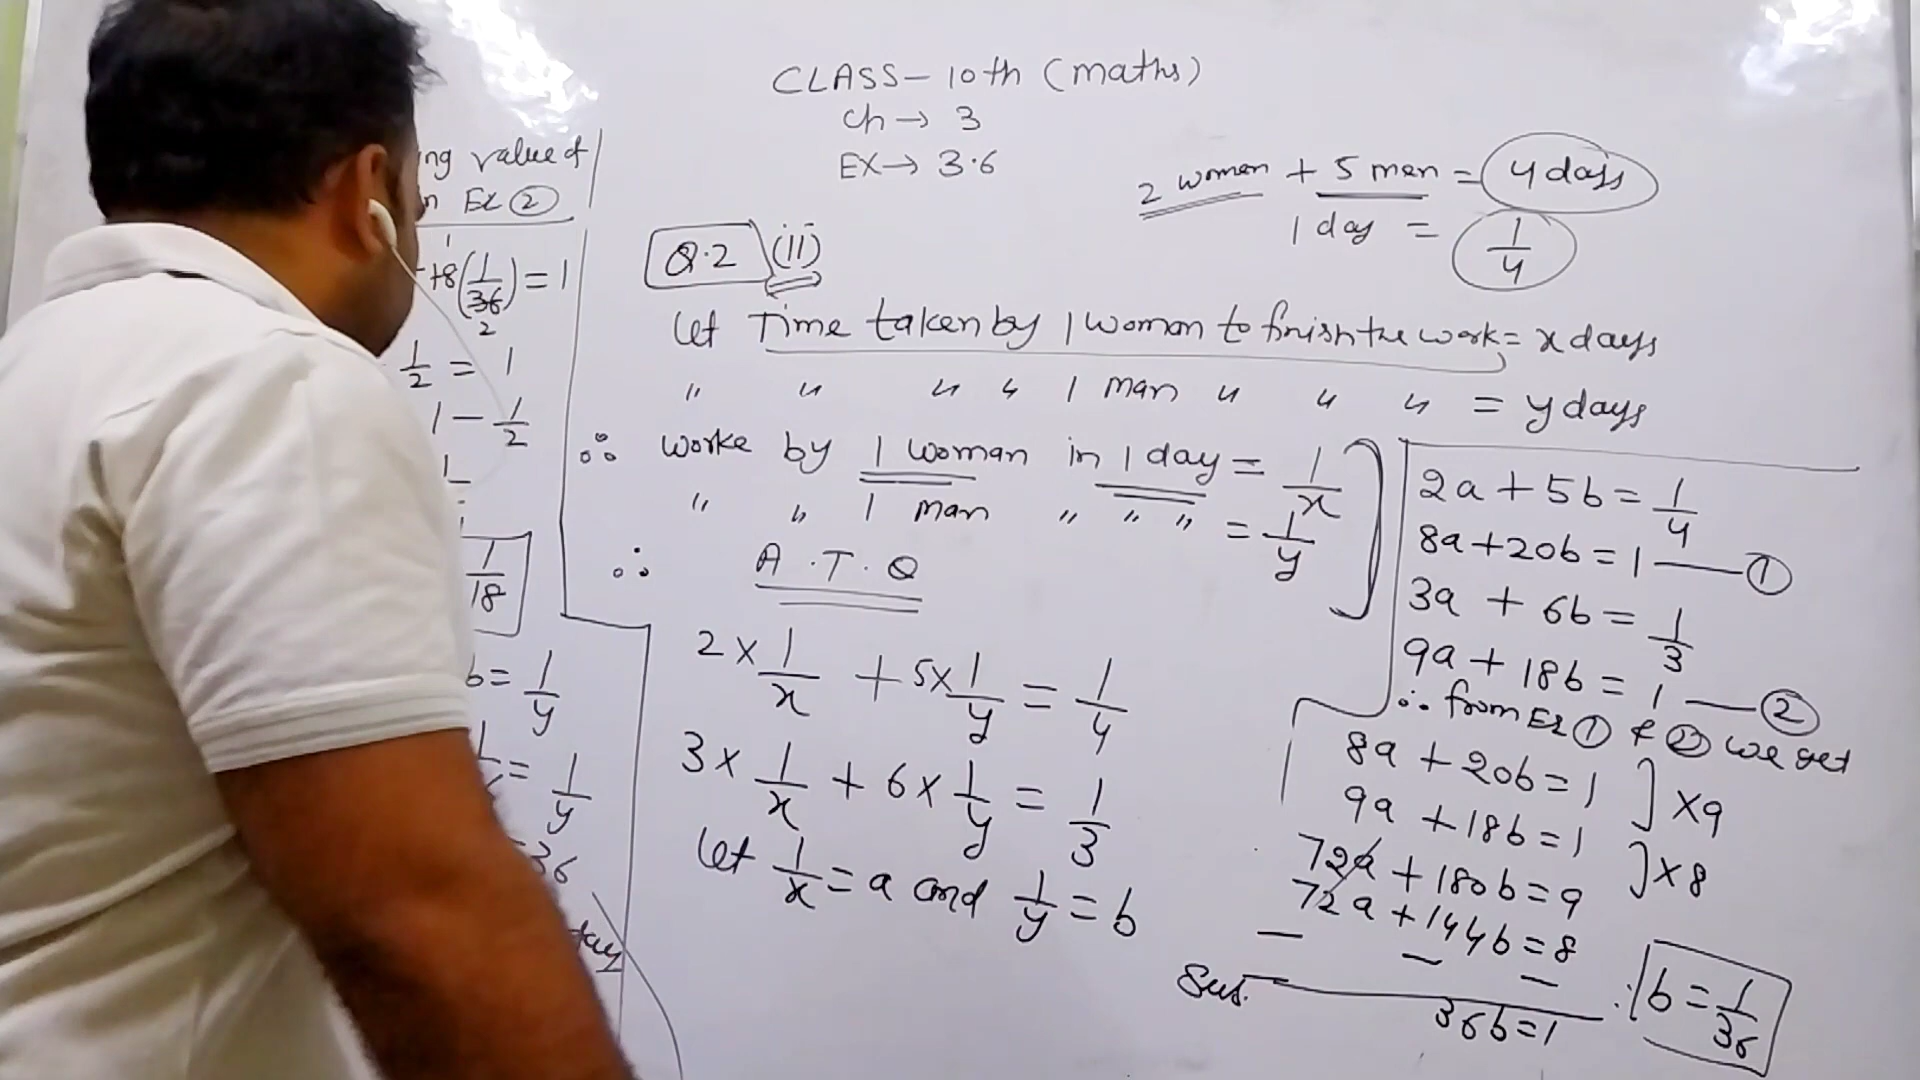 CLASS - 10th (maths)
Ch → 3
EX → 3.6
2 women + 5 men = 4 days
1 day = 1/4
Q.2 (ii)
Let Time taken by 1 woman to finish the work = x days
" " " " 1 man " " " = y days
∴ worke by 1 woman in 1 day = 1/x
" " 1 man " " " = 1/y
∴ A.T.Q
2 × 1/x + 5 × 1/y = 1/4
3 × 1/x + 6 × 1/y = 1/3
Let 1/x = a and 1/y = b
2a + 5b = 1/4
8a + 20b = 1 — ①
3a + 6b = 1/3
9a + 18b = 1 — ②
∴ from Eq ① & ② we get
8a + 20b = 1 ] × 9
9a + 18b = 1 ] × 8
72a + 180b = 9
72a + 144b = 8
— — —
Sub.
36b = 1
∴ b = 1/36
ng value of
n Eq ②
+8(1/36) = 1
1
2
1/2 = 1
1 - 1/2
1
1/18
b = 1/y
= 1/y
=36
day